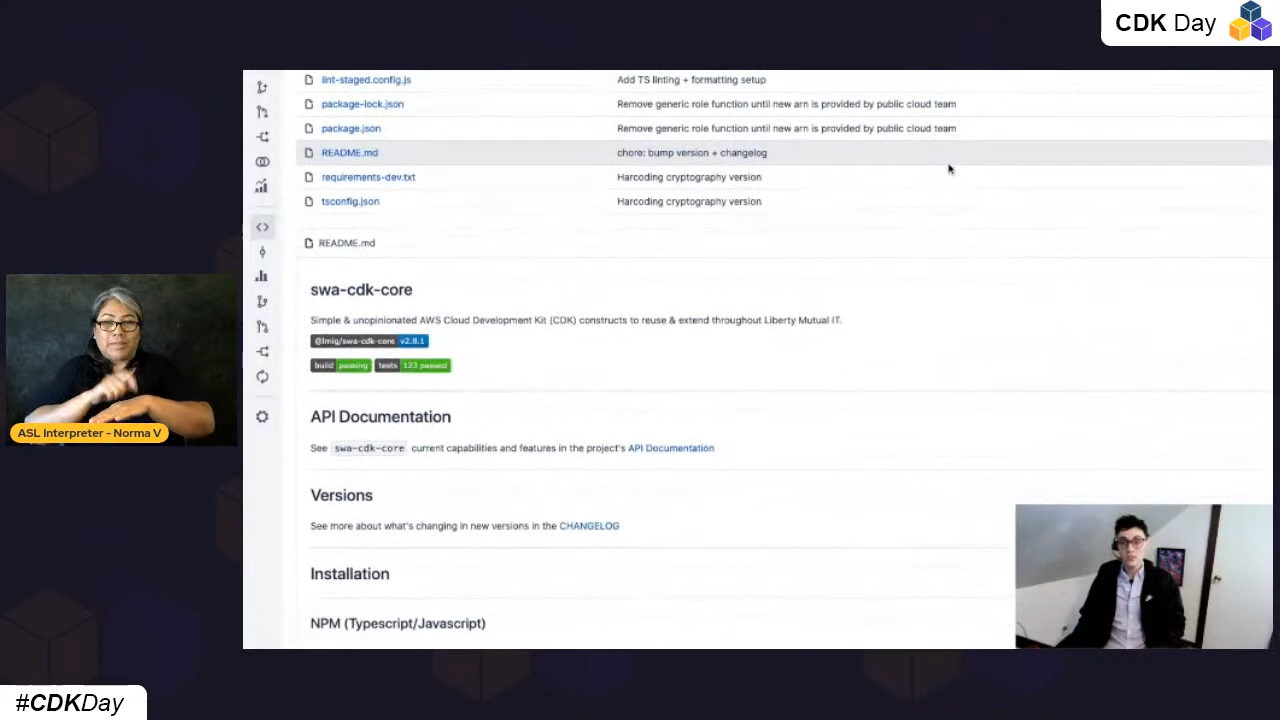 CDK Day
lint-staged.config.js Add TS linting + formatting setup
package-lock.json Remove generic role function until new arn is provided by public cloud team
package.json Remove generic role function until new arn is provided by public cloud team
README.md chore: bump version + changelog
requirements-dev.txt Harcoding cryptography version
tsconfig.json Harcoding cryptography version
README.md
swa-cdk-core
Simple & unopinionated AWS Cloud Development Kit (CDK) constructs to reuse & extend throughout Liberty Mutual IT.
@lmig/swa-cdk-core v2.8.1
build passing tests 123 passed
API Documentation
See swa-cdk-core current capabilities and features in the project's API Documentation
Versions
See more about what's changing in new versions in the CHANGELOG
Installation
NPM (Typescript/Javascript)
ASL Interpreter - Norma V
#CDKDay